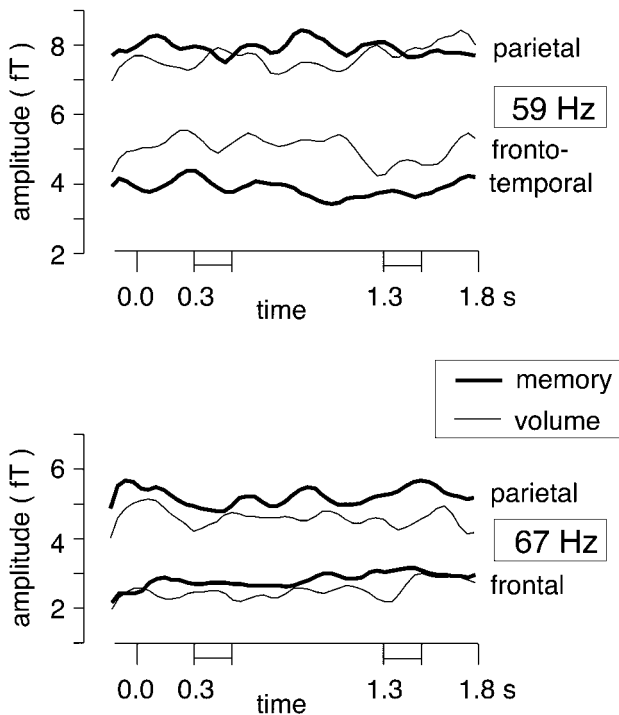 8
6
4
2
amplitude ( fT )
parietal
59 Hz
fronto-
temporal
0.0 0.3 1.3 1.8 s
time
memory
volume
6
4
2
amplitude ( fT )
parietal
67 Hz
frontal
0.0 0.3 1.3 1.8 s
time